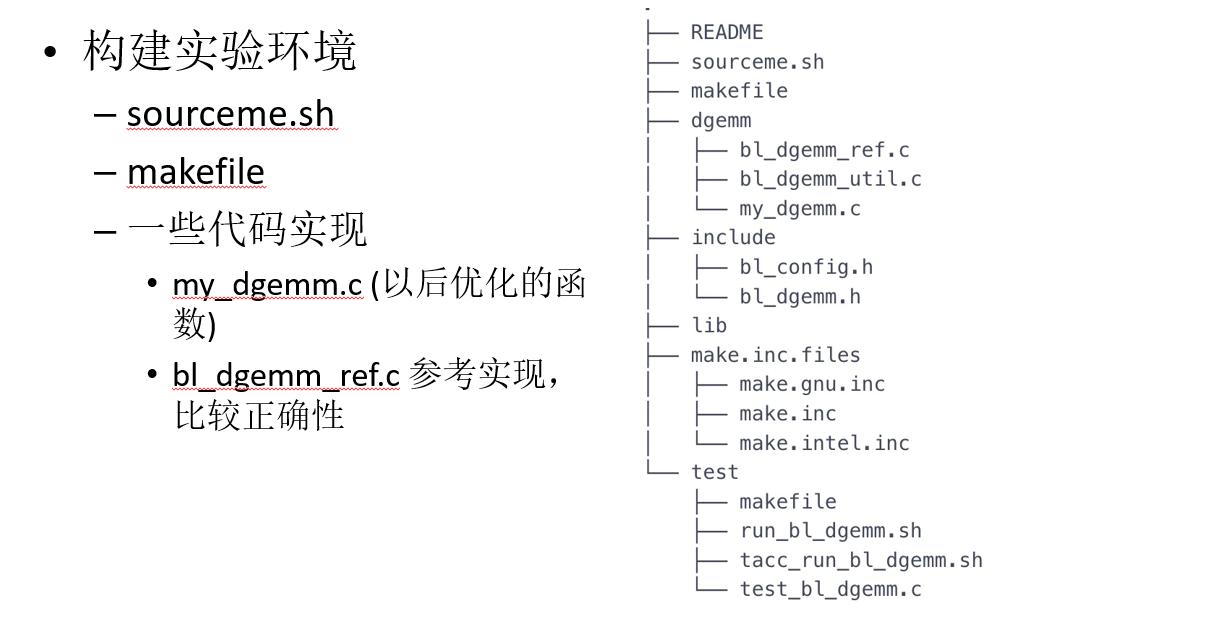 • 构建实验环境
– sourceme.sh
– makefile
– 一些代码实现
• my_dgemm.c (以后优化的函
数)
• bl_dgemm_ref.c 参考实现，
比较正确性
.
├── README
├── sourceme.sh
├── makefile
├── dgemm
│   ├── bl_dgemm_ref.c
│   ├── bl_dgemm_util.c
│   └── my_dgemm.c
├── include
│   ├── bl_config.h
│   └── bl_dgemm.h
├── lib
├── make.inc.files
│   ├── make.gnu.inc
│   ├── make.inc
│   └── make.intel.inc
└── test
    ├── makefile
    ├── run_bl_dgemm.sh
    ├── tacc_run_bl_dgemm.sh
    └── test_bl_dgemm.c